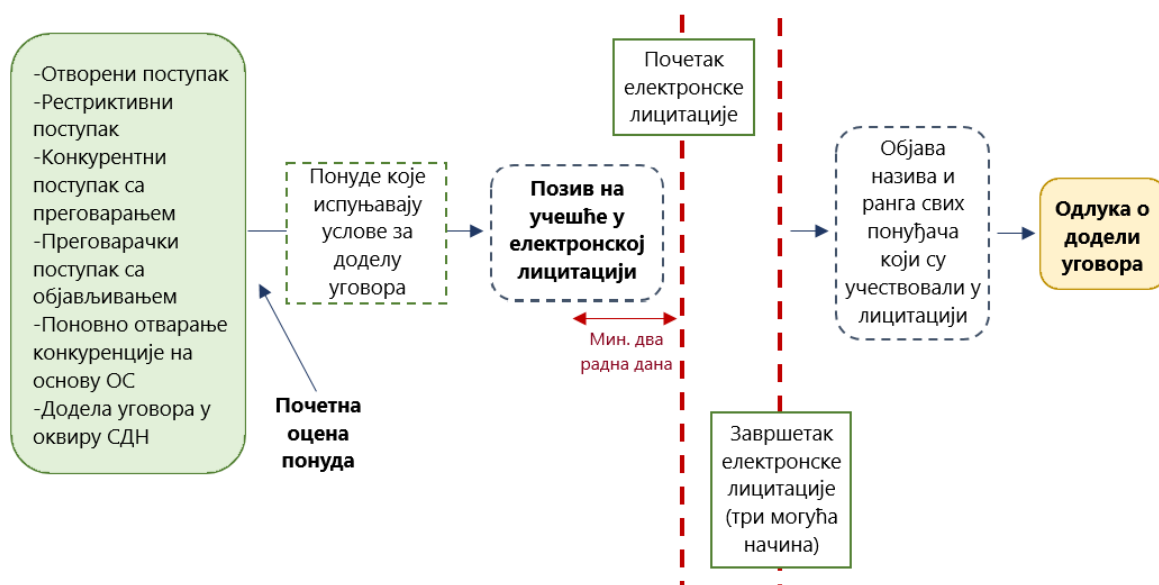 -Отворени поступак
-Рестриктивни
поступак
-Конкурентни
поступак са
преговарањем
-Преговарачки
поступак са
објављивањем
-Поновно отварање
конкуренције на
основу ОС
-Додела уговора у
оквиру СДН
Почетна
оцена
понуда
Понуде које
испуњавају
услове за
доделу
уговора
Позив на
учешће у
електронској
лицитацији
Мин. два
радна дана
Почетак
електронске
лицитације
Завршетак
електронске
лицитације
(три могућа
начина)
Објава
назива и
ранга свих
понуђача
који су
учествовали у
лицитацији
Одлука о
додели
уговора